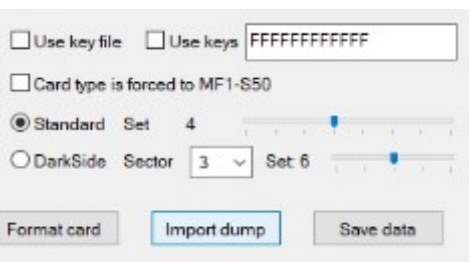 Use key file Use keys FFFFFFFFFFFF
Card type is forced to MF1-S50
Standard Set 4
DarkSide Sector 3 Set: 6
Format card Import dump Save data